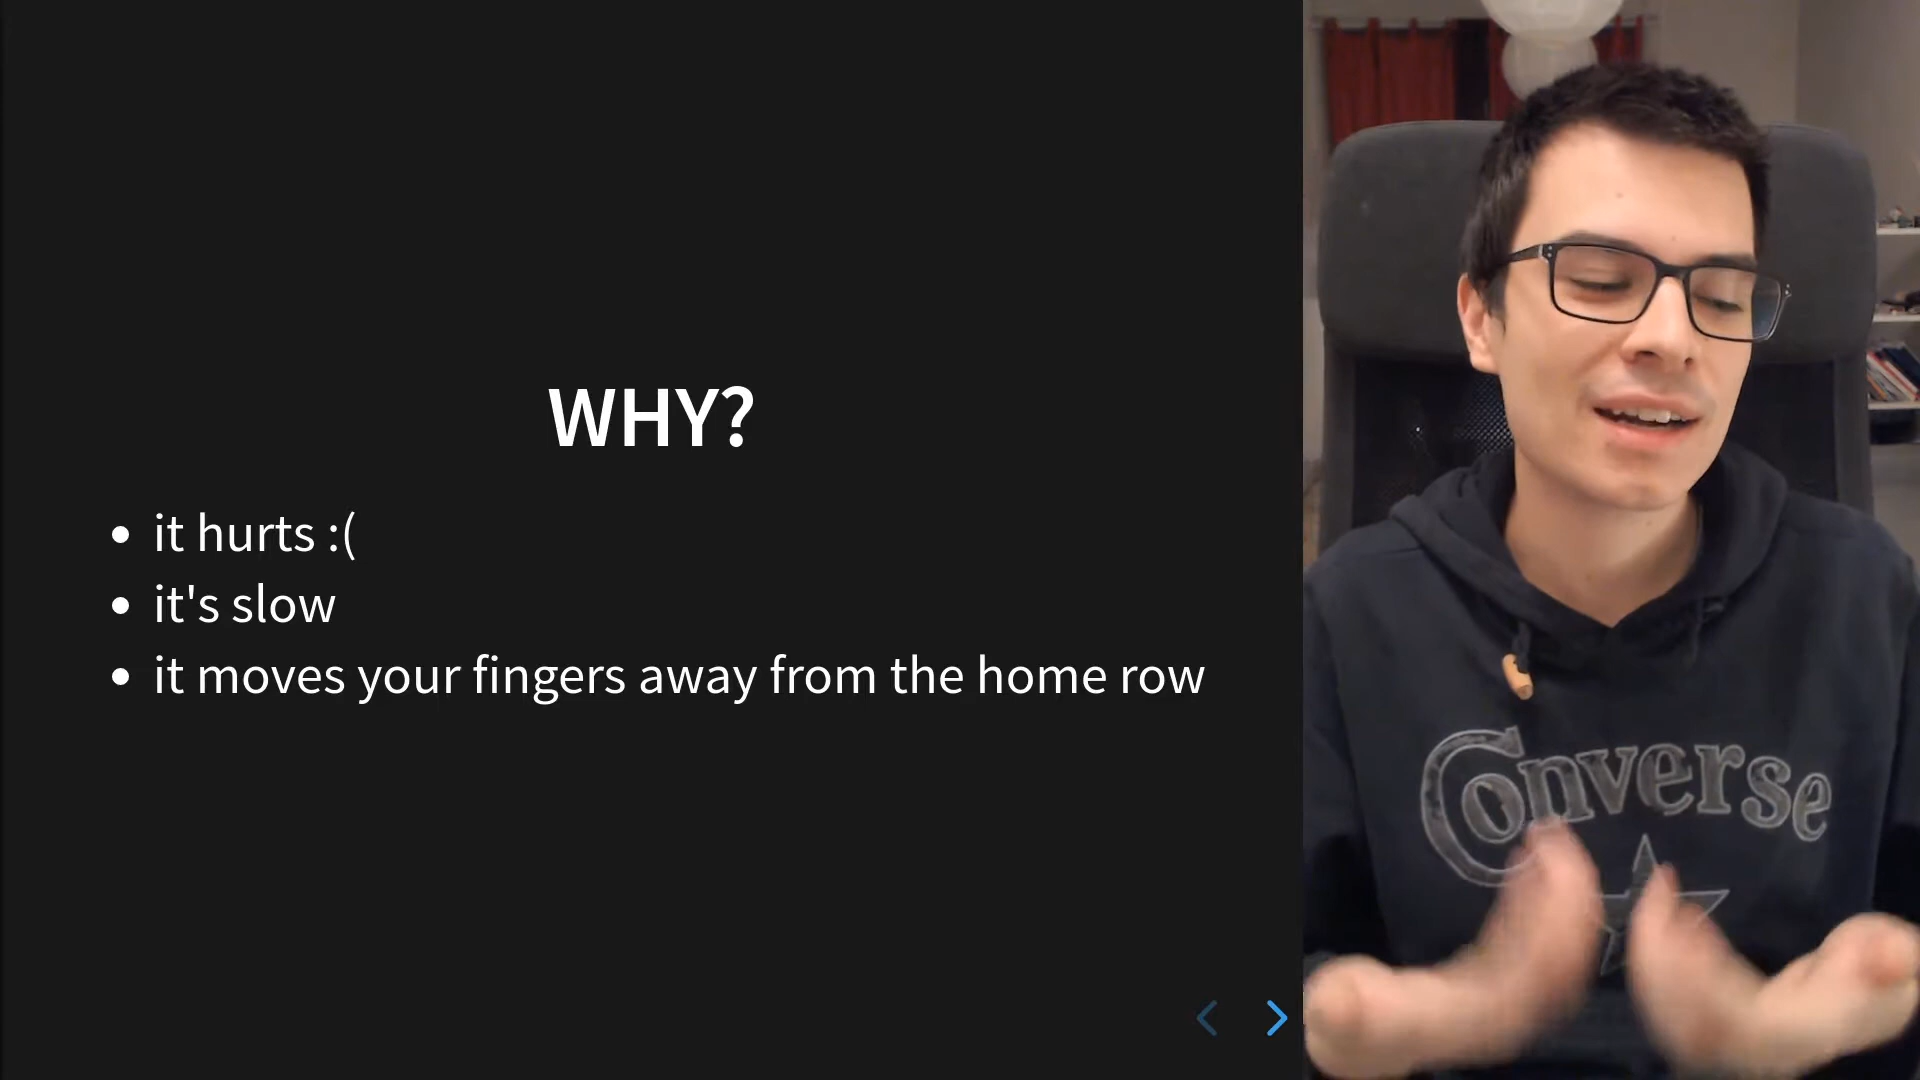 WHY?
• it hurts :(
• it's slow
• it moves your fingers away from the home row
Converse